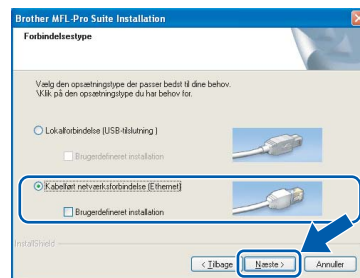 Brother MFL-Pro Suite Installation
Forbindelsestype
Vælg den opsætningstype der passer bedst til dine behov.
\Klik på den opsætningstype du har behov for.
Lokalforbindelse (USB-tilslutning )
Brugerdefineret installation
Kabelført netværksforbindelse (Ethernet)
Brugerdefineret installation
InstallShield
< Tilbage
Næste >
Annuller